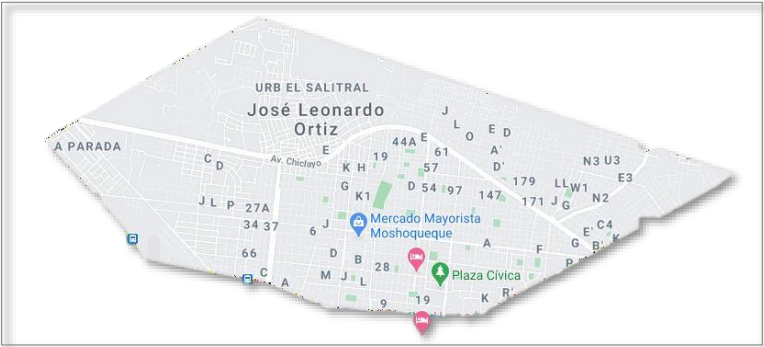 URB EL SALITRAL
José Leonardo
Ortiz
J
L
O
E D
44A E
A'
E
Av. Chiclayo
A PARADA
C
D
K H
19
61
57
D'
N3 U3
E3
G
K1
D 54 97
147
179
171
LL W1
J G
N2
J L P 27A
34 37
6 J
Mercado Mayorista
Moshoqueque
C4
E'
G
B'
K
A
F
66
D
B
28
M J L
C
A
Plaza Cívica
19
9
K
R'